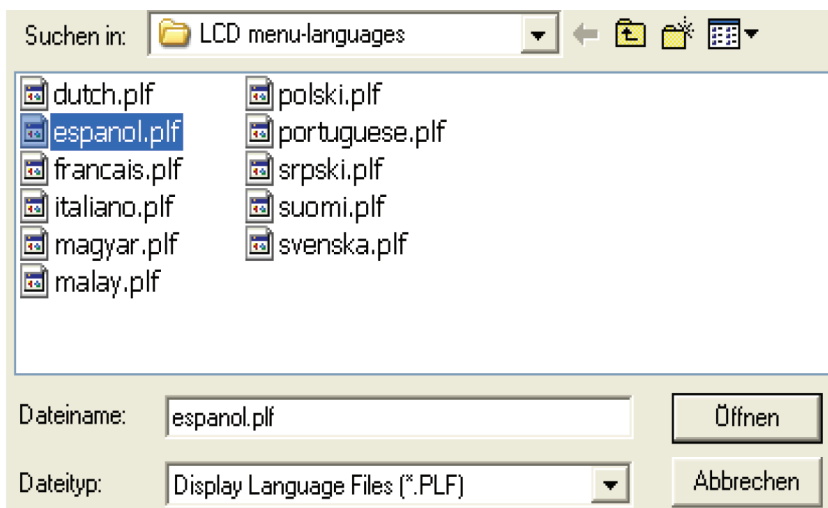 Suchen in: LCD menu-languages
dutch.plf
espanol.plf
francais.plf
italiano.plf
magyar.plf
malay.plf
polski.plf
portuguese.plf
srpski.plf
suomi.plf
svenska.plf
Dateiname: espanol.plf Öffnen
Dateityp: Display Language Files (*.PLF) Abbrechen